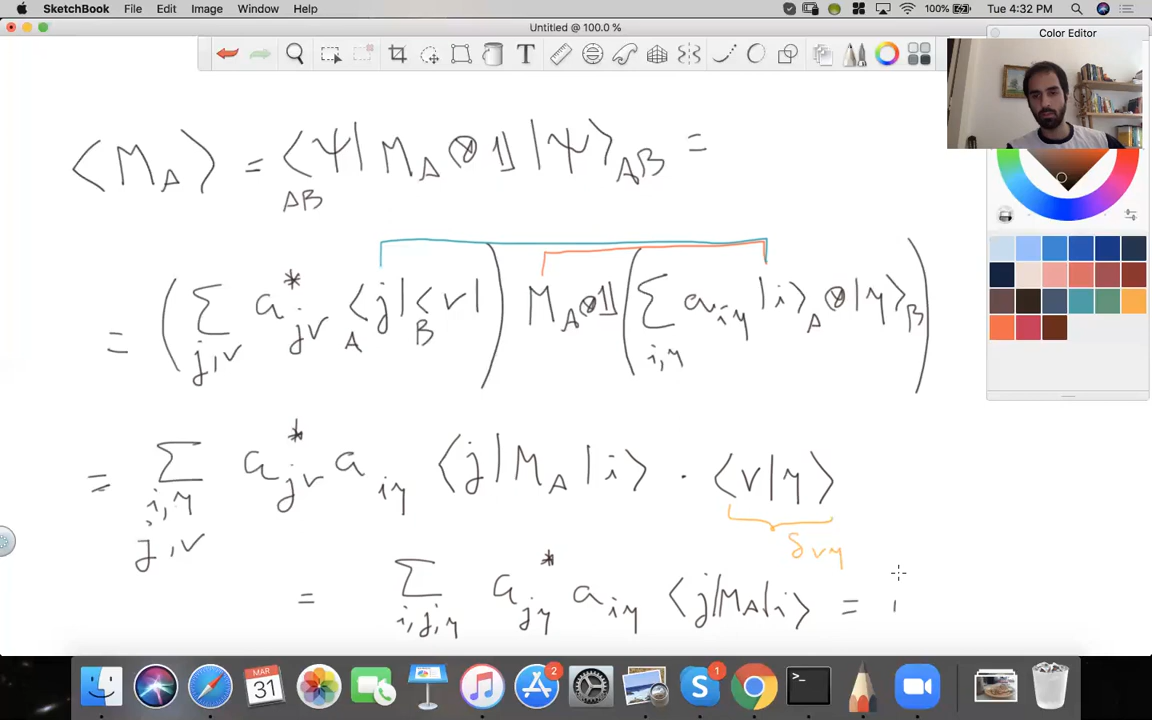 SketchBook File Edit Image Window Help 100% Tue 4:32 PM
Untitled @ 100.0 %
Color Editor
⟨M_A⟩ = _AB⟨Ψ| M_A ⊗ 𝟙 |Ψ⟩_AB =
= ( Σ_{j,ν} a*_{jν} _A⟨j| _B⟨ν| ) M_A ⊗ 𝟙 ( Σ_{i,μ} a_{iμ} |i⟩_A ⊗ |μ⟩_B )
= Σ_{i,μ j,ν} a*_{jν} a_{iμ} ⟨j| M_A |i⟩ · ⟨ν|μ⟩
δ_{νμ}
= Σ_{i,j,μ} a*_{jμ} a_{iμ} ⟨j|M_A|i⟩ =
MAR
31
2
1